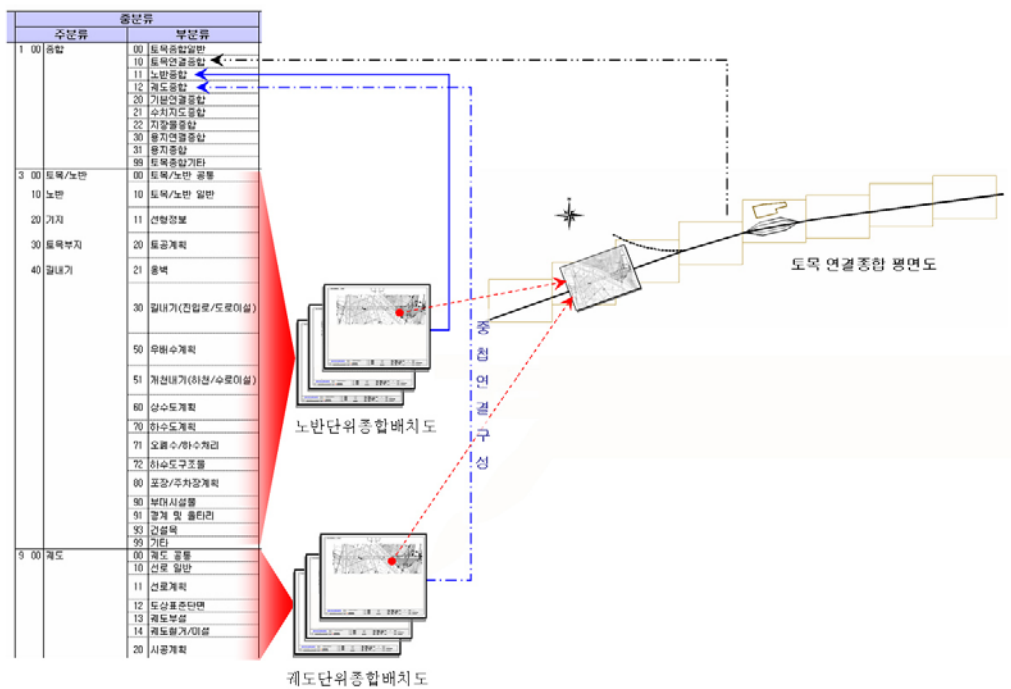 중분류
주분류 부분류
1 00 종합 00 토목종합일반
10 토목연결종합
11 노반종합
12 궤도종합
20 기본연결종합
21 수치지도종합
22 지장물종합
30 용지연결종합
31 용지종합
99 토목종합기타
3 00 토목/노반 00 토목/노반 공통
10 노반 10 토목/노반 일반
20 기지 11 선형정보
30 토목부지 20 토공계획
40 길내기 21 옹벽
30 길내기(진입로/도로이설)
50 우배수계획
51 개천내기(하천/수로이설)
60 상수도계획
70 하수도계획
71 오폐수/하수처리
72 하수도구조물
80 포장/주차장계획
90 부대시설물
91 경계 및 울타리
93 건설목
99 기타
9 00 궤도 00 궤도 공통
10 선로 일반
11 선로계획
12 도상표준단면
13 궤도부설
14 궤도철거/이설
20 시공계획
노반단위종합배치도
궤도단위종합배치도
중첩연결구성
토목 연결종합 평면도